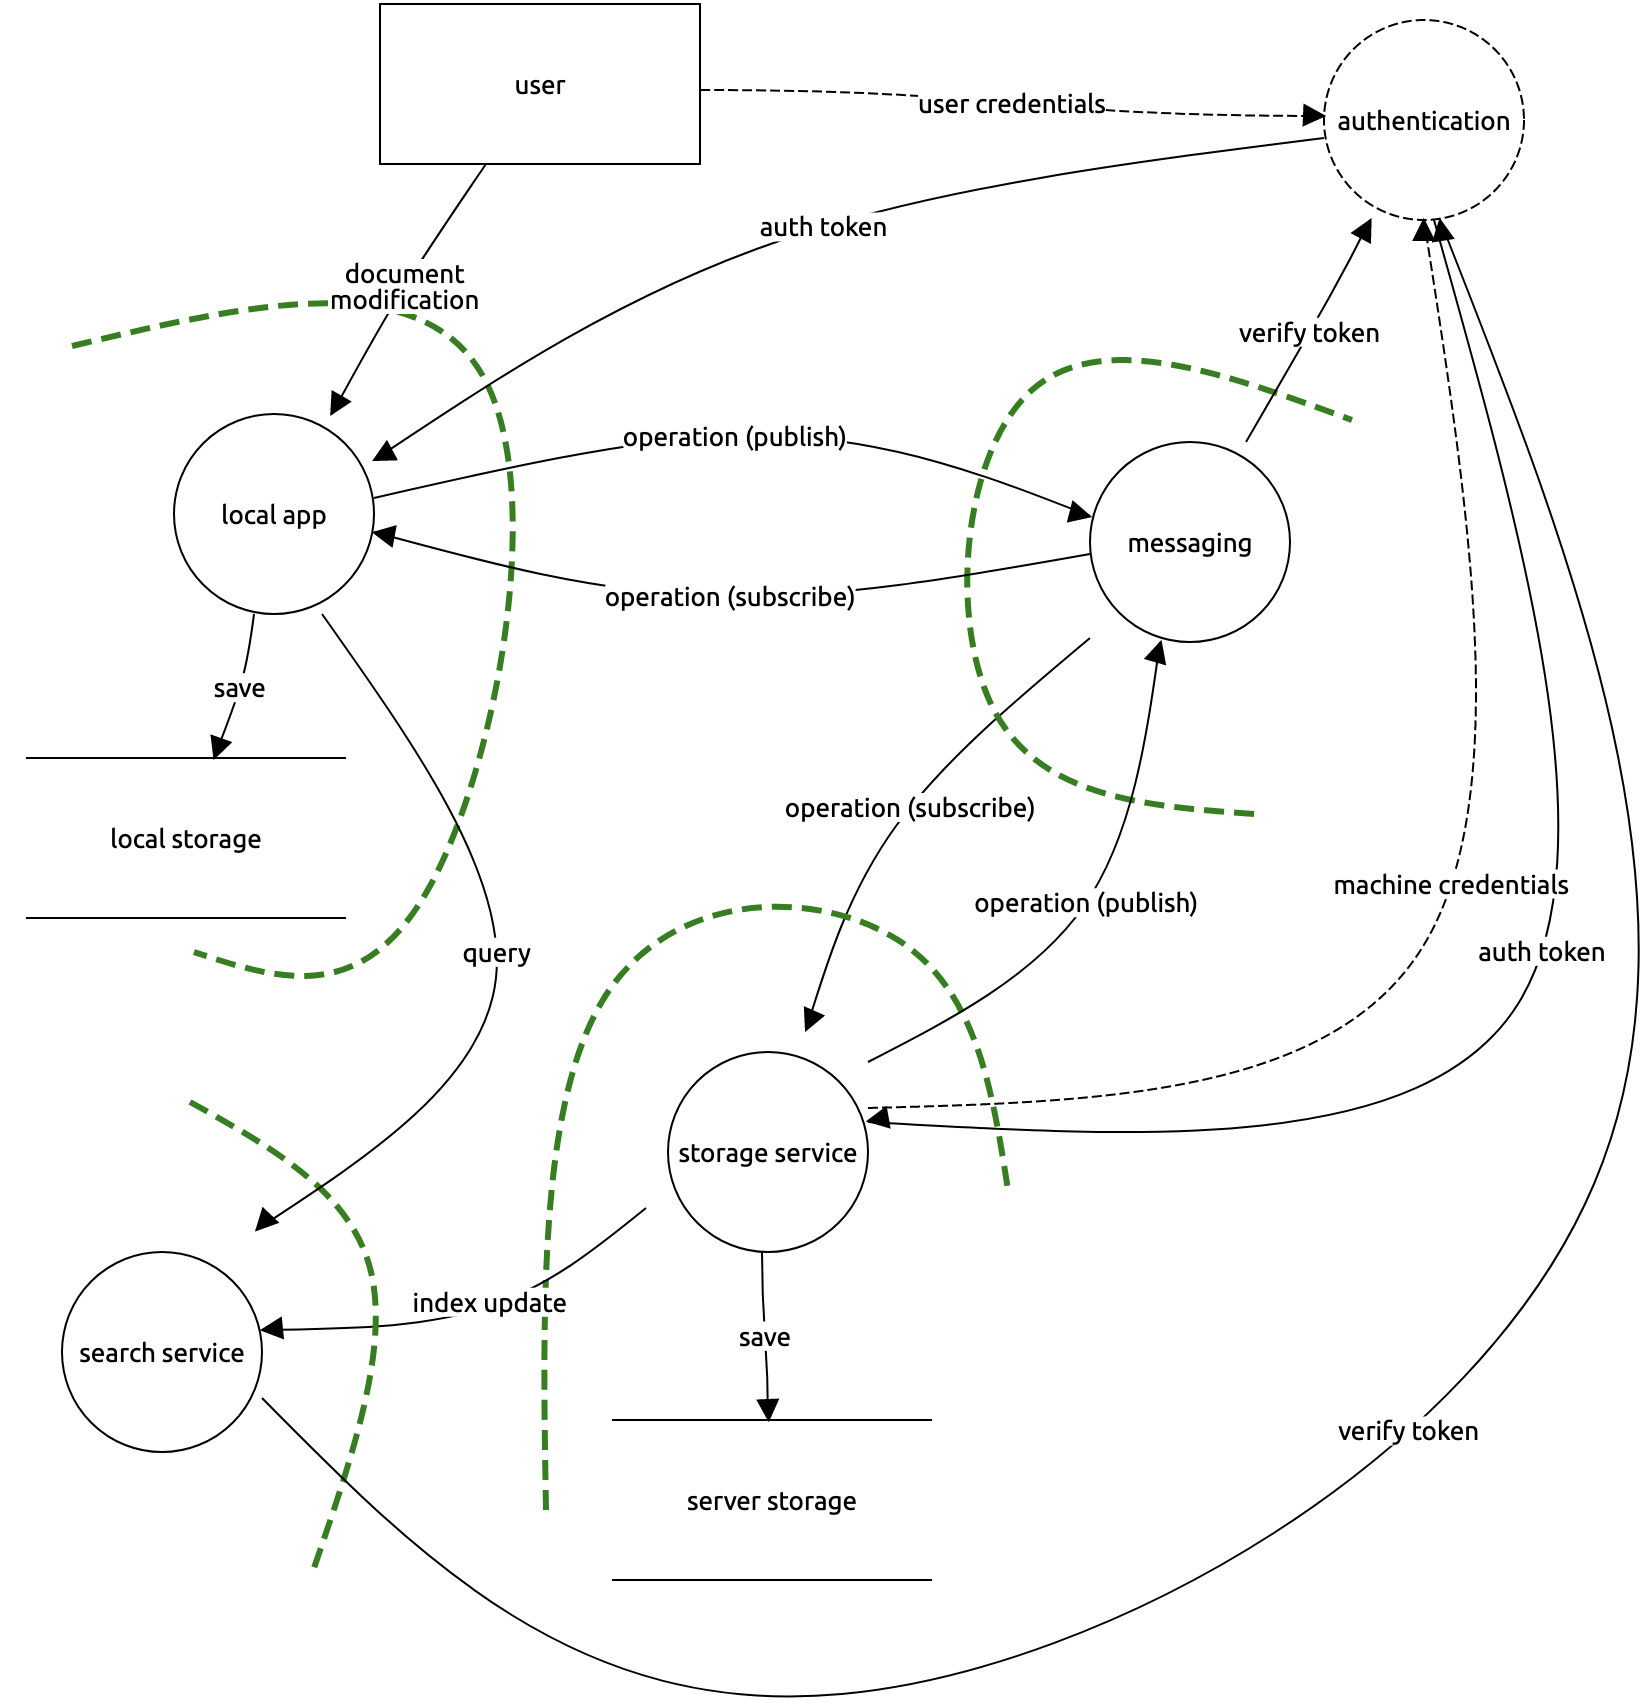 user
user credentials
authentication
auth token
document
modification
verify token
operation (publish)
local app
messaging
operation (subscribe)
save
operation (subscribe)
local storage
machine credentials
operation (publish)
query
auth token
storage service
index update
save
search service
verify token
server storage